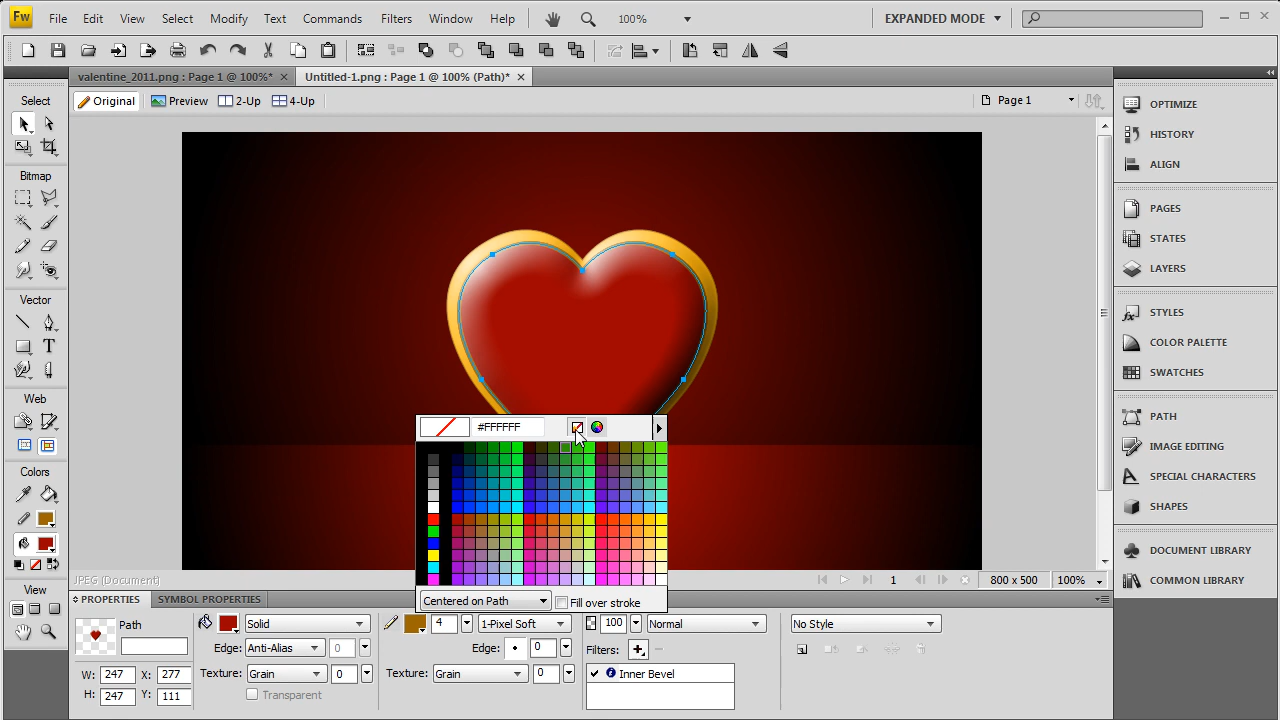 Fw File Edit View Select Modify Text Commands Filters Window Help 100% EXPANDED MODE
valentine_2011.png : Page 1 @ 100%* × Untitled-1.png : Page 1 @ 100% (Path)* ×
Original Preview 2-Up 4-Up Page 1
Select
Bitmap
Vector
T
Web
Colors
View
OPTIMIZE
HISTORY
ALIGN
PAGES
STATES
LAYERS
STYLES
COLOR PALETTE
SWATCHES
PATH
IMAGE EDITING
SPECIAL CHARACTERS
SHAPES
DOCUMENT LIBRARY
COMMON LIBRARY
#FFFFFF
Centered on Path Fill over stroke
JPEG (Document) 1 800 x 500 100%
PROPERTIES SYMBOL PROPERTIES
Path Solid 4 1-Pixel Soft 100 Normal No Style
Edge: Anti-Alias 0 Edge: 0 Filters:
W: 247 X: 277 Texture: Grain 0 Texture: Grain 0 Inner Bevel
H: 247 Y: 111 Transparent